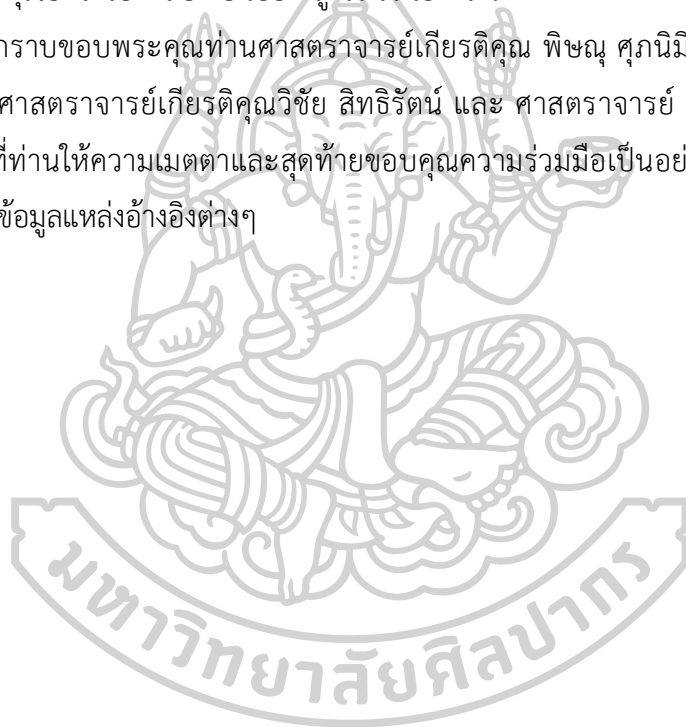 กราบขอบพระคุณท่านศาสตราจารย์เกียรติคุณ พิษณุ ศุภนิมิ
ศาสตราจารย์เกียรติคุณวิชัย สิทธิรัตน์ และ ศาสตราจารย์
ที่ท่านให้ความเมตตาและสุดท้ายขอบคุณความร่วมมือเป็นอย่
ข้อมูลแหล่งอ้างอิงต่างๆ
มหาวิทยาลัยศิลปากร